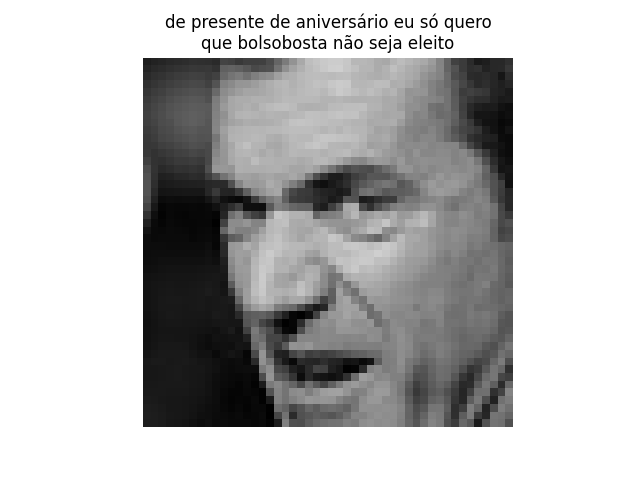 de presente de aniversário eu só quero
que bolsobosta não seja eleito